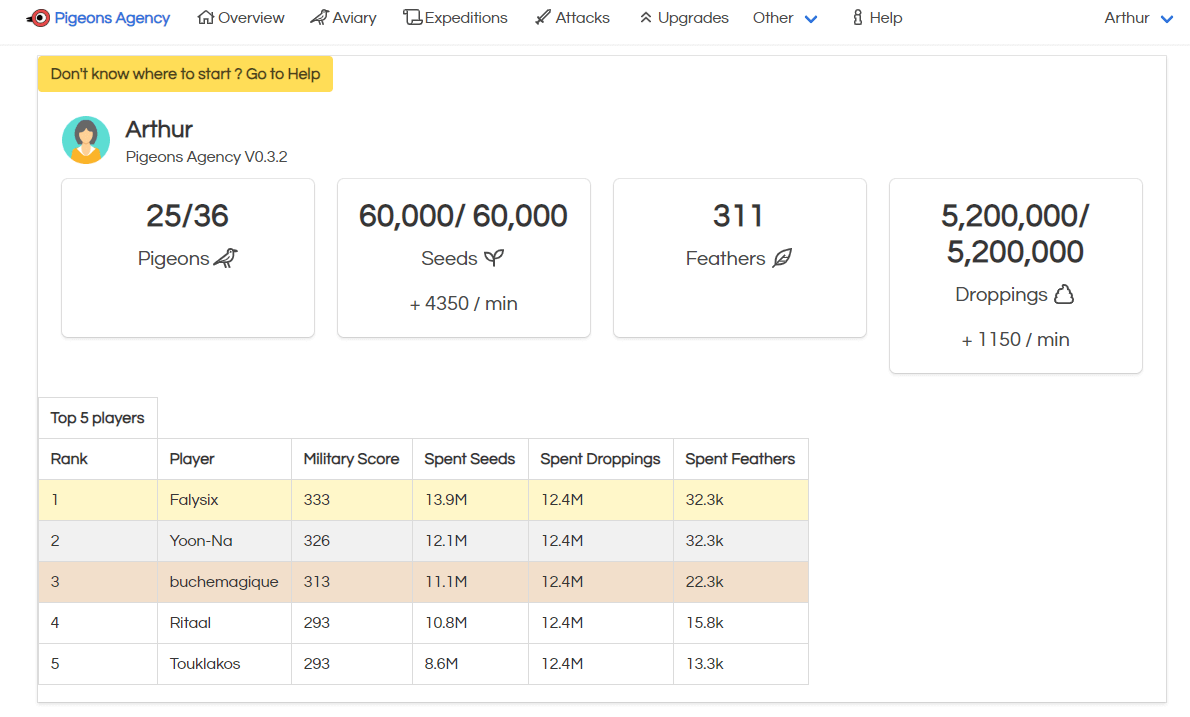 Pigeons Agency Overview Aviary Expeditions Attacks Upgrades Other Help Arthur
Don't know where to start ? Go to Help
Arthur
Pigeons Agency V0.3.2
25/36
Pigeons
60,000/ 60,000
Seeds
+ 4350 / min
311
Feathers
5,200,000/
5,200,000
Droppings
+ 1150 / min
Top 5 players
Rank Player Military Score Spent Seeds Spent Droppings Spent Feathers
1 Falysix 333 13.9M 12.4M 32.3k
2 Yoon-Na 326 12.1M 12.4M 32.3k
3 buchemagique 313 11.1M 12.4M 22.3k
4 Ritaal 293 10.8M 12.4M 15.8k
5 Touklakos 293 8.6M 12.4M 13.3k